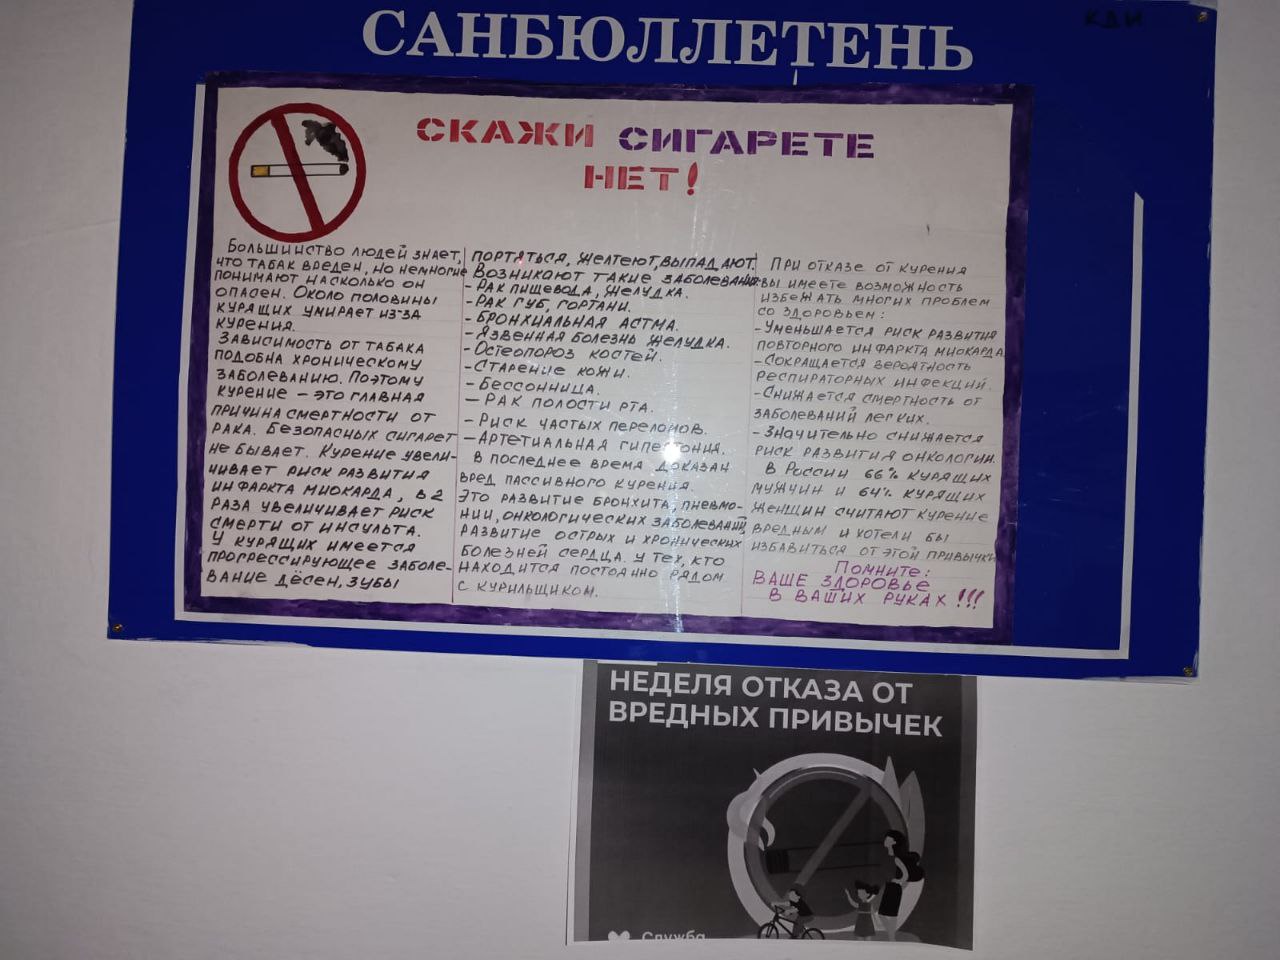 САНБЮЛЛЕТЕНЬ
КДИ
СКАЖИ СИГАРЕТЕ
НЕТ!
Большинство людей знает,
что табак вреден, но немногие
понимают насколько он
опасен. Около половины
курящих умирает из-за
курения.
Зависимость от табака
подобна хроническому
заболеванию. Поэтому
курение – это главная
причина смертности от
рака. Безопасных сигарет
не бывает. Курение увели-
чивает риск развития
инфаркта миокарда, в 2
раза увеличивает риск
смерти от инсульта.
У курящих имеется
прогрессирующее заболе-
вание дёсен, зубы
портяться, желтеют, выпадают.
Возникают такие заболевания:
- Рак пищевода, желудка.
- Рак губ, гортани.
- Бронхиальная астма.
- Язвенная болезнь желудка.
- Остеопороз костей.
- Старение кожи.
- Бессонница.
- Рак полости рта.
- Риск частых переломов.
- Артетиальная гипертония.
В последнее время доказан
вред пассивного курения.
Это развитие бронхита, пневмо-
нии, онкологических заболеваний,
развитие острых и хронических
болезней сердца. У тех, кто
находится постоянно рядом
с курильщиком.
При отказе от курения
вы имеете возможность
избежать многих проблем
со здоровьем:
- Уменьшается риск развития
повторного инфаркта миокарда.
- Сокращается вероятность
респираторных инфекций.
- Снижается смертность от
заболеваний легких.
- Значительно снижается
риск развития онкологии.
В России 66% курящих
мужчин и 64% курящих
женщин считают курение
вредным и хотели бы
избавиться от этой привычки
Помните:
ВАШЕ ЗДОРОВЬЕ
В ВАШИХ РУКАХ!!!
НЕДЕЛЯ ОТКАЗА ОТ
ВРЕДНЫХ ПРИВЫЧЕК
Служба